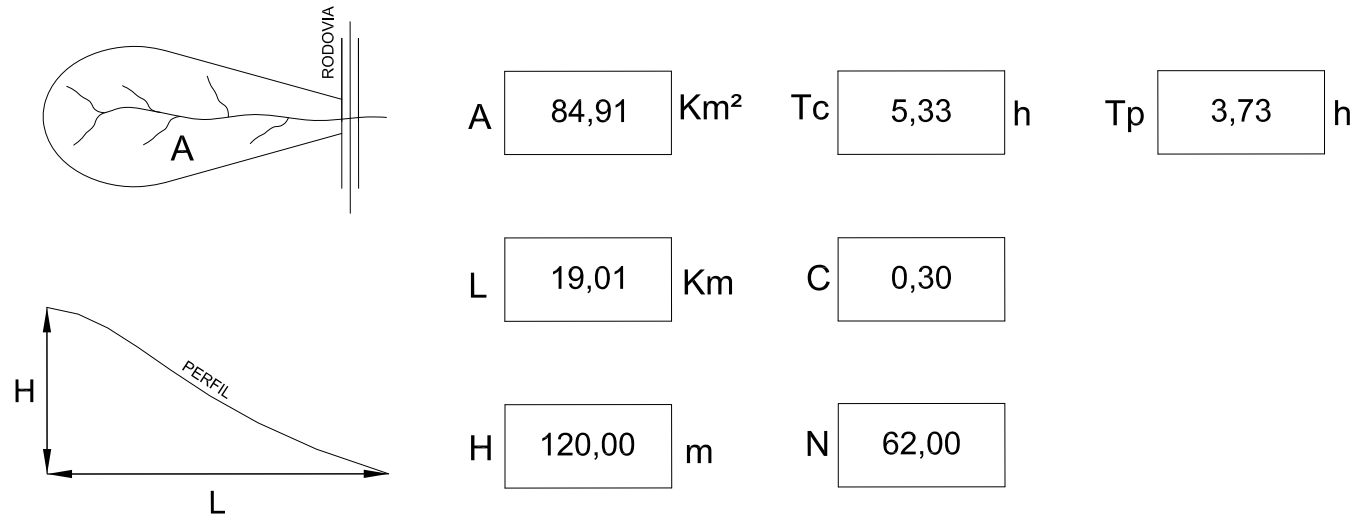 RODOVIA
A
A 84,91 Km²
Tc 5,33 h
Tp 3,73 h
L 19,01 Km
C 0,30
H
PERFIL
L
H 120,00 m
N 62,00